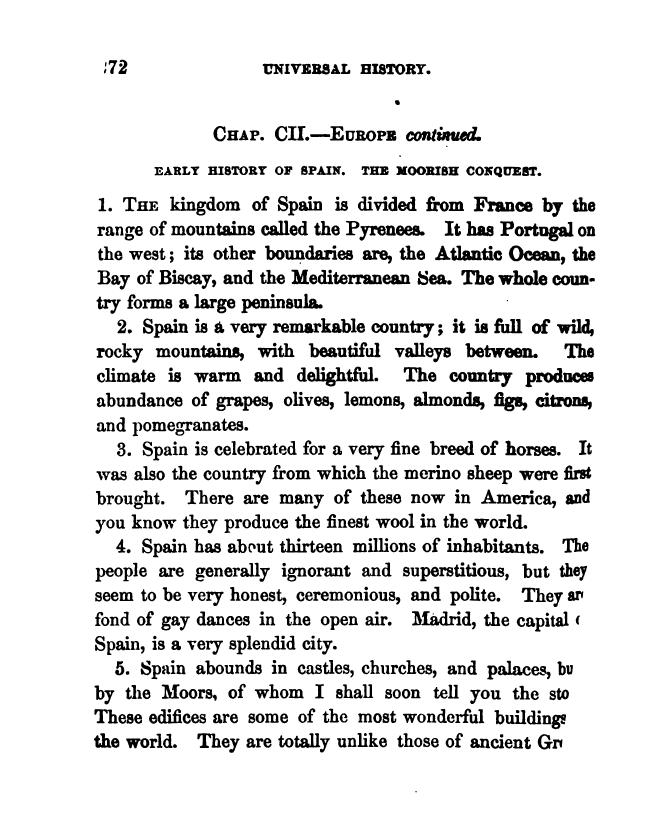 72 UNIVERSAL HISTORY.
CHAP. CII.—EUROPE continued.
EARLY HISTORY OF SPAIN. THE MOORISH CONQUEST.
1. THE kingdom of Spain is divided from France by the
range of mountains called the Pyrenees. It has Portugal on
the west; its other boundaries are, the Atlantic Ocean, the
Bay of Biscay, and the Mediterranean Sea. The whole coun-
try forms a large peninsula.
2. Spain is a very remarkable country; it is full of wild,
rocky mountains, with beautiful valleys between. The
climate is warm and delightful. The country produces
abundance of grapes, olives, lemons, almonds, figs, citrons,
and pomegranates.
3. Spain is celebrated for a very fine breed of horses. It
was also the country from which the merino sheep were first
brought. There are many of these now in America, and
you know they produce the finest wool in the world.
4. Spain has about thirteen millions of inhabitants. The
people are generally ignorant and superstitious, but they
seem to be very honest, ceremonious, and polite. They ar
fond of gay dances in the open air. Madrid, the capital
Spain, is a very splendid city.
5. Spain abounds in castles, churches, and palaces, bu
by the Moors, of whom I shall soon tell you the sto
These edifices are some of the most wonderful buildings
the world. They are totally unlike those of ancient Gr